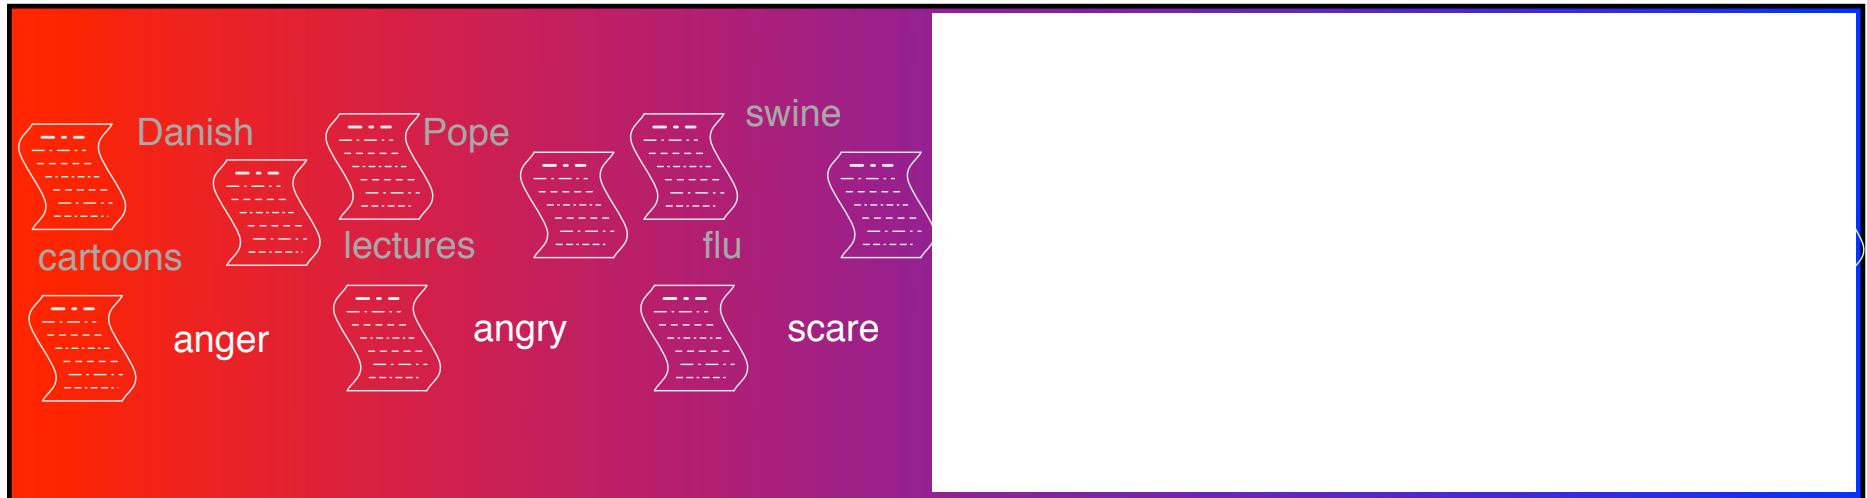 Danish
cartoons
anger
Pope
lectures
angry
swine
flu
scare